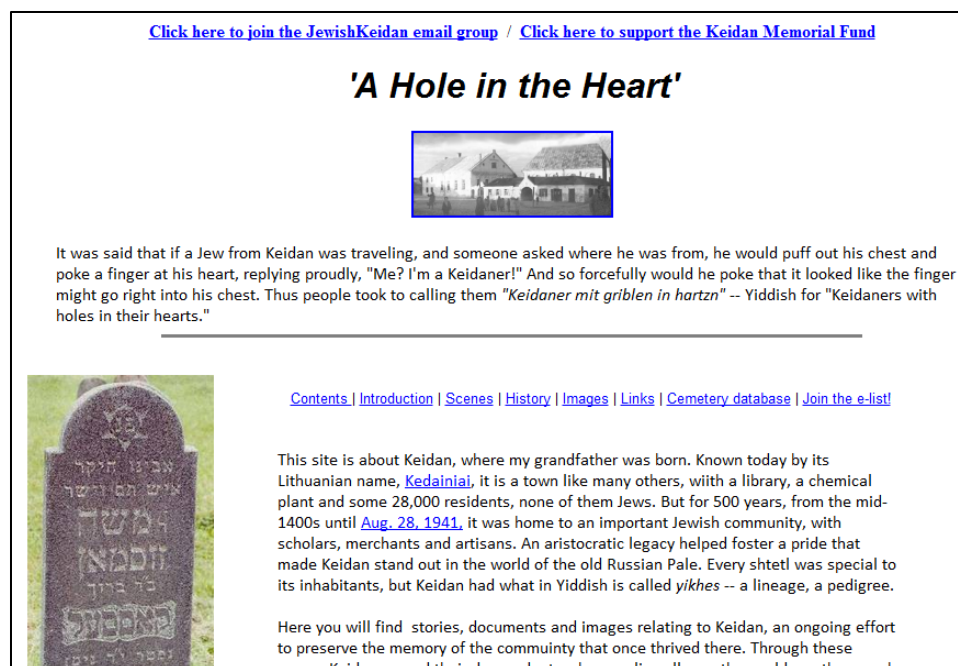 Click here to join the JewishKeidan email group / Click here to support the Keidan Memorial Fund
'A Hole in the Heart'
It was said that if a Jew from Keidan was traveling, and someone asked where he was from, he would puff out his chest and
poke a finger at his heart, replying proudly, "Me? I'm a Keidaner!" And so forcefully would he poke that it looked like the finger
might go right into his chest. Thus people took to calling them "Keidaner mit griblen in hartzn" -- Yiddish for "Keidaners with
holes in their hearts."
Contents | Introduction | Scenes | History | Images | Links | Cemetery database | Join the e-list!
This site is about Keidan, where my grandfather was born. Known today by its
Lithuanian name, Kedainiai, it is a town like many others, wiith a library, a chemical
plant and some 28,000 residents, none of them Jews. But for 500 years, from the mid-
1400s until Aug. 28, 1941, it was home to an important Jewish community, with
scholars, merchants and artisans. An aristocratic legacy helped foster a pride that
made Keidan stand out in the world of the old Russian Pale. Every shtetl was special to
its inhabitants, but Keidan had what in Yiddish is called yikhes -- a lineage, a pedigree.
Here you will find stories, documents and images relating to Keidan, an ongoing effort
to preserve the memory of the commuinty that once thrived there. Through these
פנ
אבינו היקר
איש תם וישר
משה
הסמאן
ב״ר